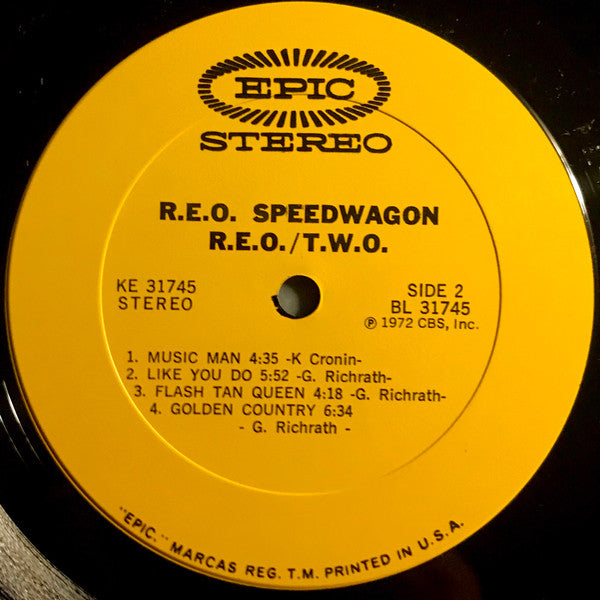 EPIC
STEREO
R.E.O. SPEEDWAGON
R.E.O./T.W.O.
KE 31745
STEREO
SIDE 2
BL 31745
℗ 1972 CBS, Inc.
1. MUSIC MAN 4:35 -K Cronin-
2. LIKE YOU DO 5:52 -G. Richrath-
3. FLASH TAN QUEEN 4:18 -G. Richrath-
4. GOLDEN COUNTRY 6:34
- G. Richrath -
"EPIC." MARCAS REG. T.M. PRINTED IN U.S.A.